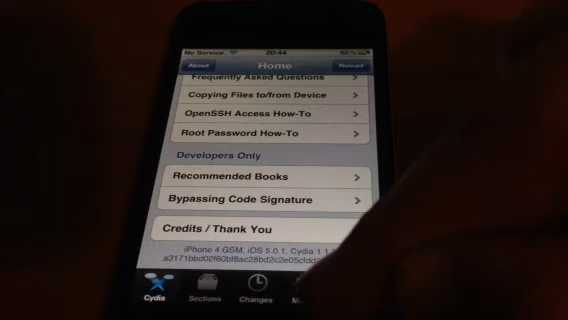 No Service 20:44
About Home Reload
Frequently Asked Questions
Copying Files to/from Device
OpenSSH Access How-To
Root Password How-To
Developers Only
Recommended Books
Bypassing Code Signature
Credits / Thank You
iPhone 4 GSM, iOS 5.0.1, Cydia 1.1
Cydia Sections Changes